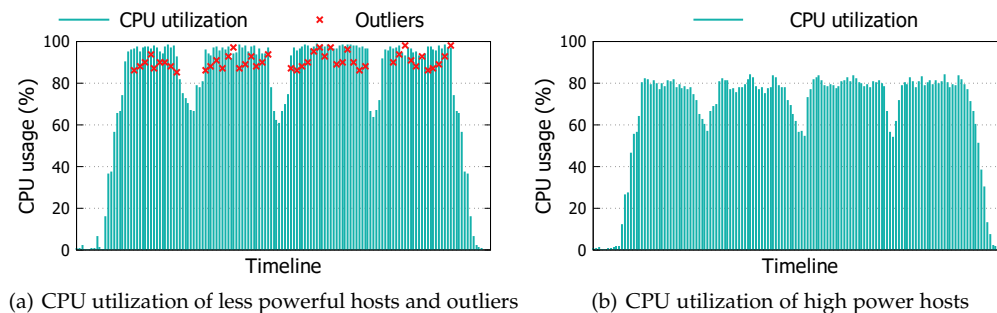 CPU utilization Outliers
100
80
60
40
20
0
CPU usage (%)
Timeline
(a) CPU utilization of less powerful hosts and outliers
CPU utilization
100
80
60
40
20
0
CPU usage (%)
Timeline
(b) CPU utilization of high power hosts